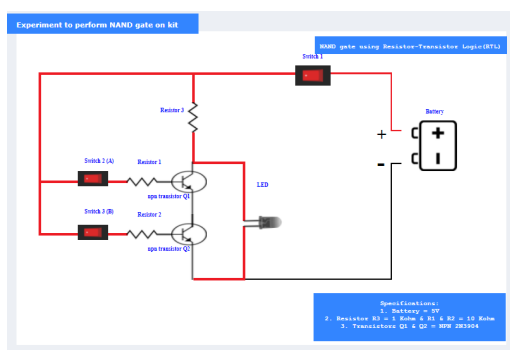 Experiment to perform NAND gate on kit
NAND gate using Resistor-Transistor Logic(RTL)
Switch 1
Battery
Resistor 3
+
-
Switch 2 (A)
Resistor 1
npn transistor Q1
LED
Switch 3 (B)
Resistor 2
npn transistor Q2
Specifications:
1. Battery = 5V
2. Resistor R3 = 1 Kohm & R1 & R2 = 10 Kohm
3. Transistors Q1 & Q2 = NPN 2N3904